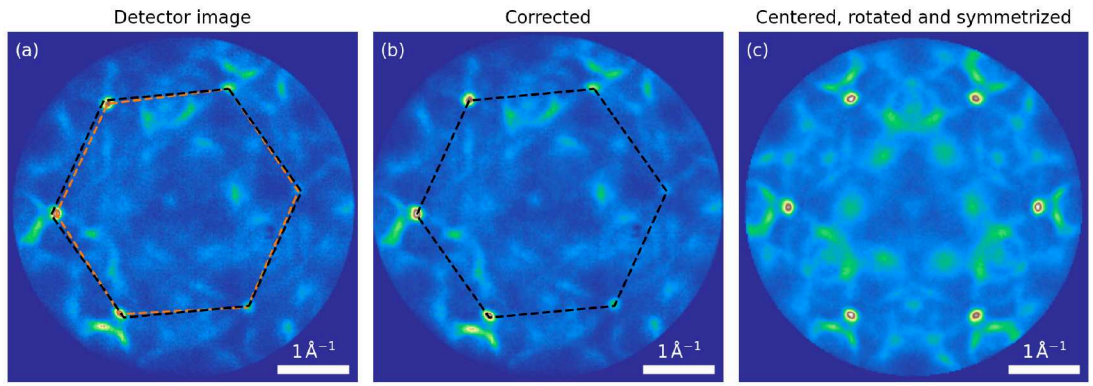 Detector image
Corrected
Centered, rotated and symmetrized
(a)
(b)
(c)
1 Å⁻¹
1 Å⁻¹
1 Å⁻¹